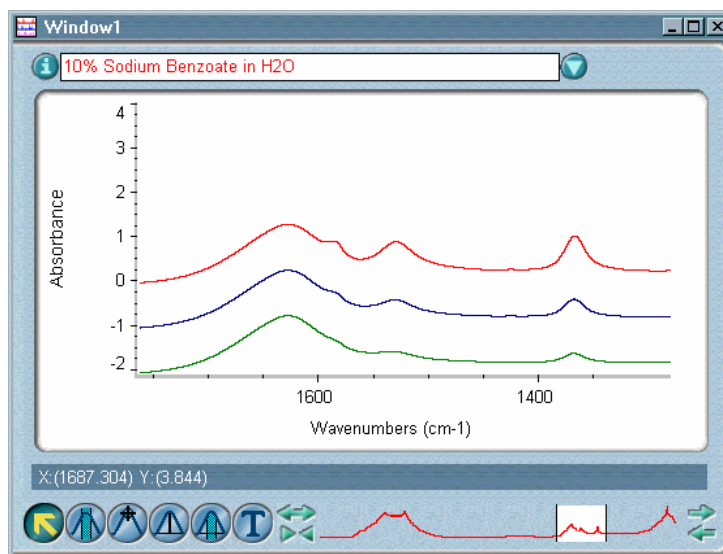 Window1
i 10% Sodium Benzoate in H2O
4
3
2
1
0
-1
-2
Absorbance
1600 1400
Wavenumbers (cm-1)
X:(1687.304) Y:(3.844)
T